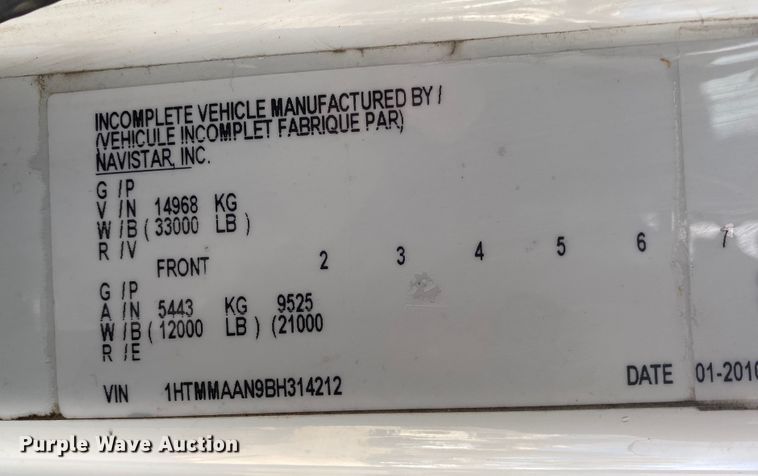 INCOMPLETE VEHICLE MANUFACTURED BY /
(VEHICULE INCOMPLET FABRIQUE PAR)
NAVISTAR, INC.
G /P
V /N 14968 KG
W /B ( 33000 LB )
R /V
FRONT 2 3 4 5 6 7
G /P
A /N 5443 KG 9525
W /B ( 12000 LB ) (21000
R /E
VIN 1HTMMAAN9BH314212 DATE 01-2010
Purple Wave Auction